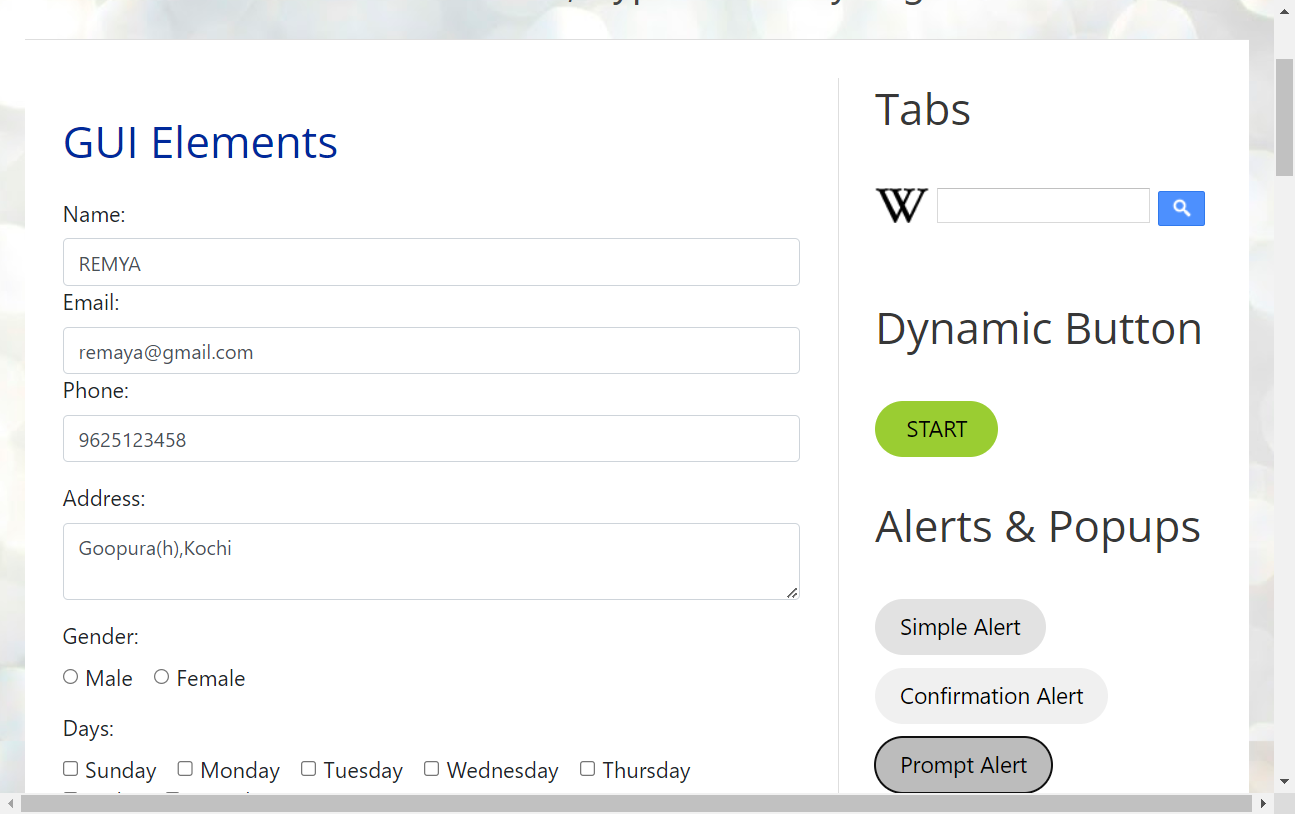 GUI Elements
Name:
REMYA
Email:
remaya@gmail.com
Phone:
9625123458
Address:
Goopura(h),Kochi
Gender:
Male Female
Days:
Sunday Monday Tuesday Wednesday Thursday
Tabs
W
Dynamic Button
START
Alerts & Popups
Simple Alert
Confirmation Alert
Prompt Alert